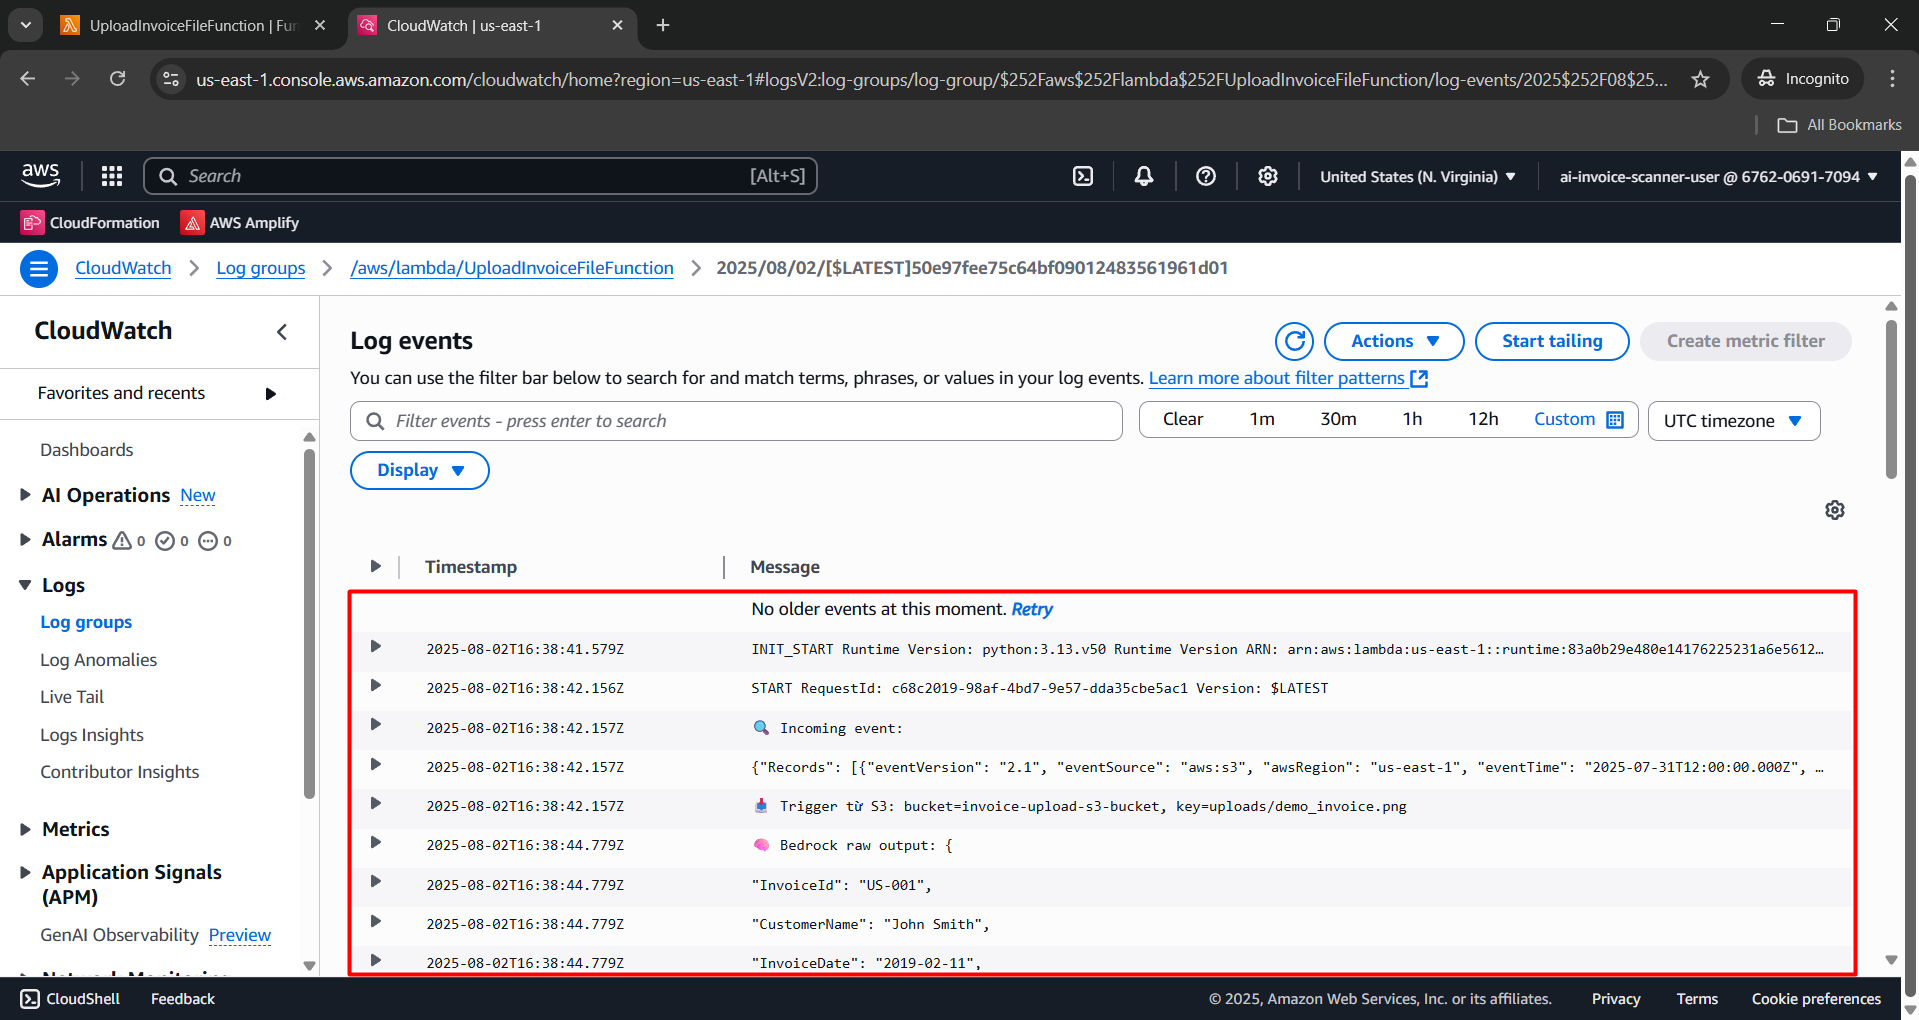 UploadInvoiceFileFunction | Fun
CloudWatch | us-east-1
us-east-1.console.aws.amazon.com/cloudwatch/home?region=us-east-1#logsV2:log-groups/log-group/$252Faws$252Flambda$252FUploadInvoiceFileFunction/log-events/2025$252F08$25...
Incognito
All Bookmarks
aws
Search [Alt+S]
United States (N. Virginia)
ai-invoice-scanner-user @ 6762-0691-7094
CloudFormation
AWS Amplify
CloudWatch
Log groups
/aws/lambda/UploadInvoiceFileFunction
2025/08/02/[$LATEST]50e97fee75c64bf09012483561961d01
CloudWatch
Favorites and recents
Dashboards
AI Operations New
Alarms 0 0 0
Logs
Log groups
Log Anomalies
Live Tail
Logs Insights
Contributor Insights
Metrics
Application Signals
(APM)
GenAI Observability Preview
Network Monitoring
Log events
Actions
Start tailing
Create metric filter
You can use the filter bar below to search for and match terms, phrases, or values in your log events. Learn more about filter patterns
Filter events - press enter to search
Clear 1m 30m 1h 12h Custom
UTC timezone
Display
Timestamp Message
No older events at this moment. Retry
2025-08-02T16:38:41.579Z INIT_START Runtime Version: python:3.13.v50 Runtime Version ARN: arn:aws:lambda:us-east-1::runtime:83a0b29e480e14176225231a6e5612…
2025-08-02T16:38:42.156Z START RequestId: c68c2019-98af-4bd7-9e57-dda35cbe5ac1 Version: $LATEST
2025-08-02T16:38:42.157Z 🔍 Incoming event:
2025-08-02T16:38:42.157Z {"Records": [{"eventVersion": "2.1", "eventSource": "aws:s3", "awsRegion": "us-east-1", "eventTime": "2025-07-31T12:00:00.000Z", …
2025-08-02T16:38:42.157Z 📥 Trigger từ S3: bucket=invoice-upload-s3-bucket, key=uploads/demo_invoice.png
2025-08-02T16:38:44.779Z 🧠 Bedrock raw output: {
2025-08-02T16:38:44.779Z "InvoiceId": "US-001",
2025-08-02T16:38:44.779Z "CustomerName": "John Smith",
2025-08-02T16:38:44.779Z "InvoiceDate": "2019-02-11",
CloudShell
Feedback
© 2025, Amazon Web Services, Inc. or its affiliates.
Privacy
Terms
Cookie preferences